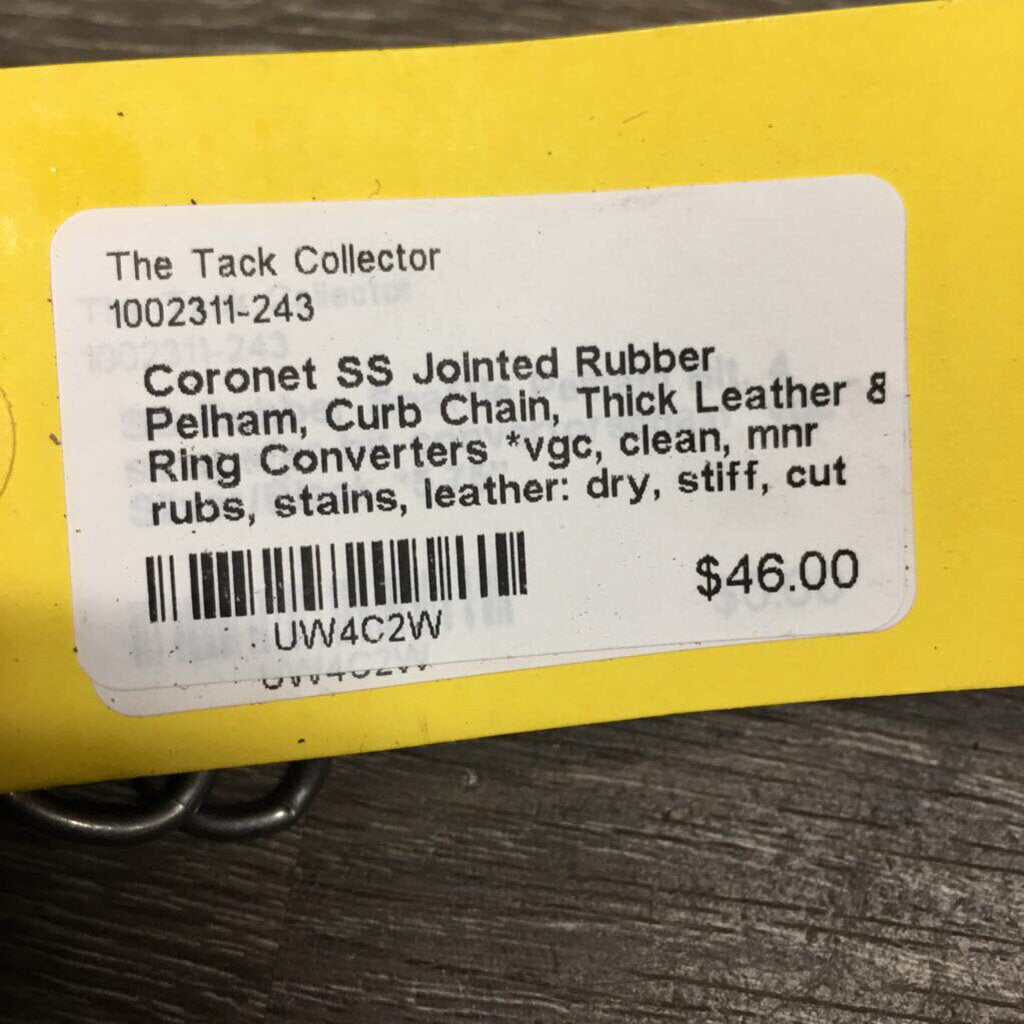 The Tack Collector
1002311-243
Coronet SS Jointed Rubber
Pelham, Curb Chain, Thick Leather &
Ring Converters *vgc, clean, mnr
rubs, stains, leather: dry, stiff, cut
$46.00
UW4C2W
UW4C2W